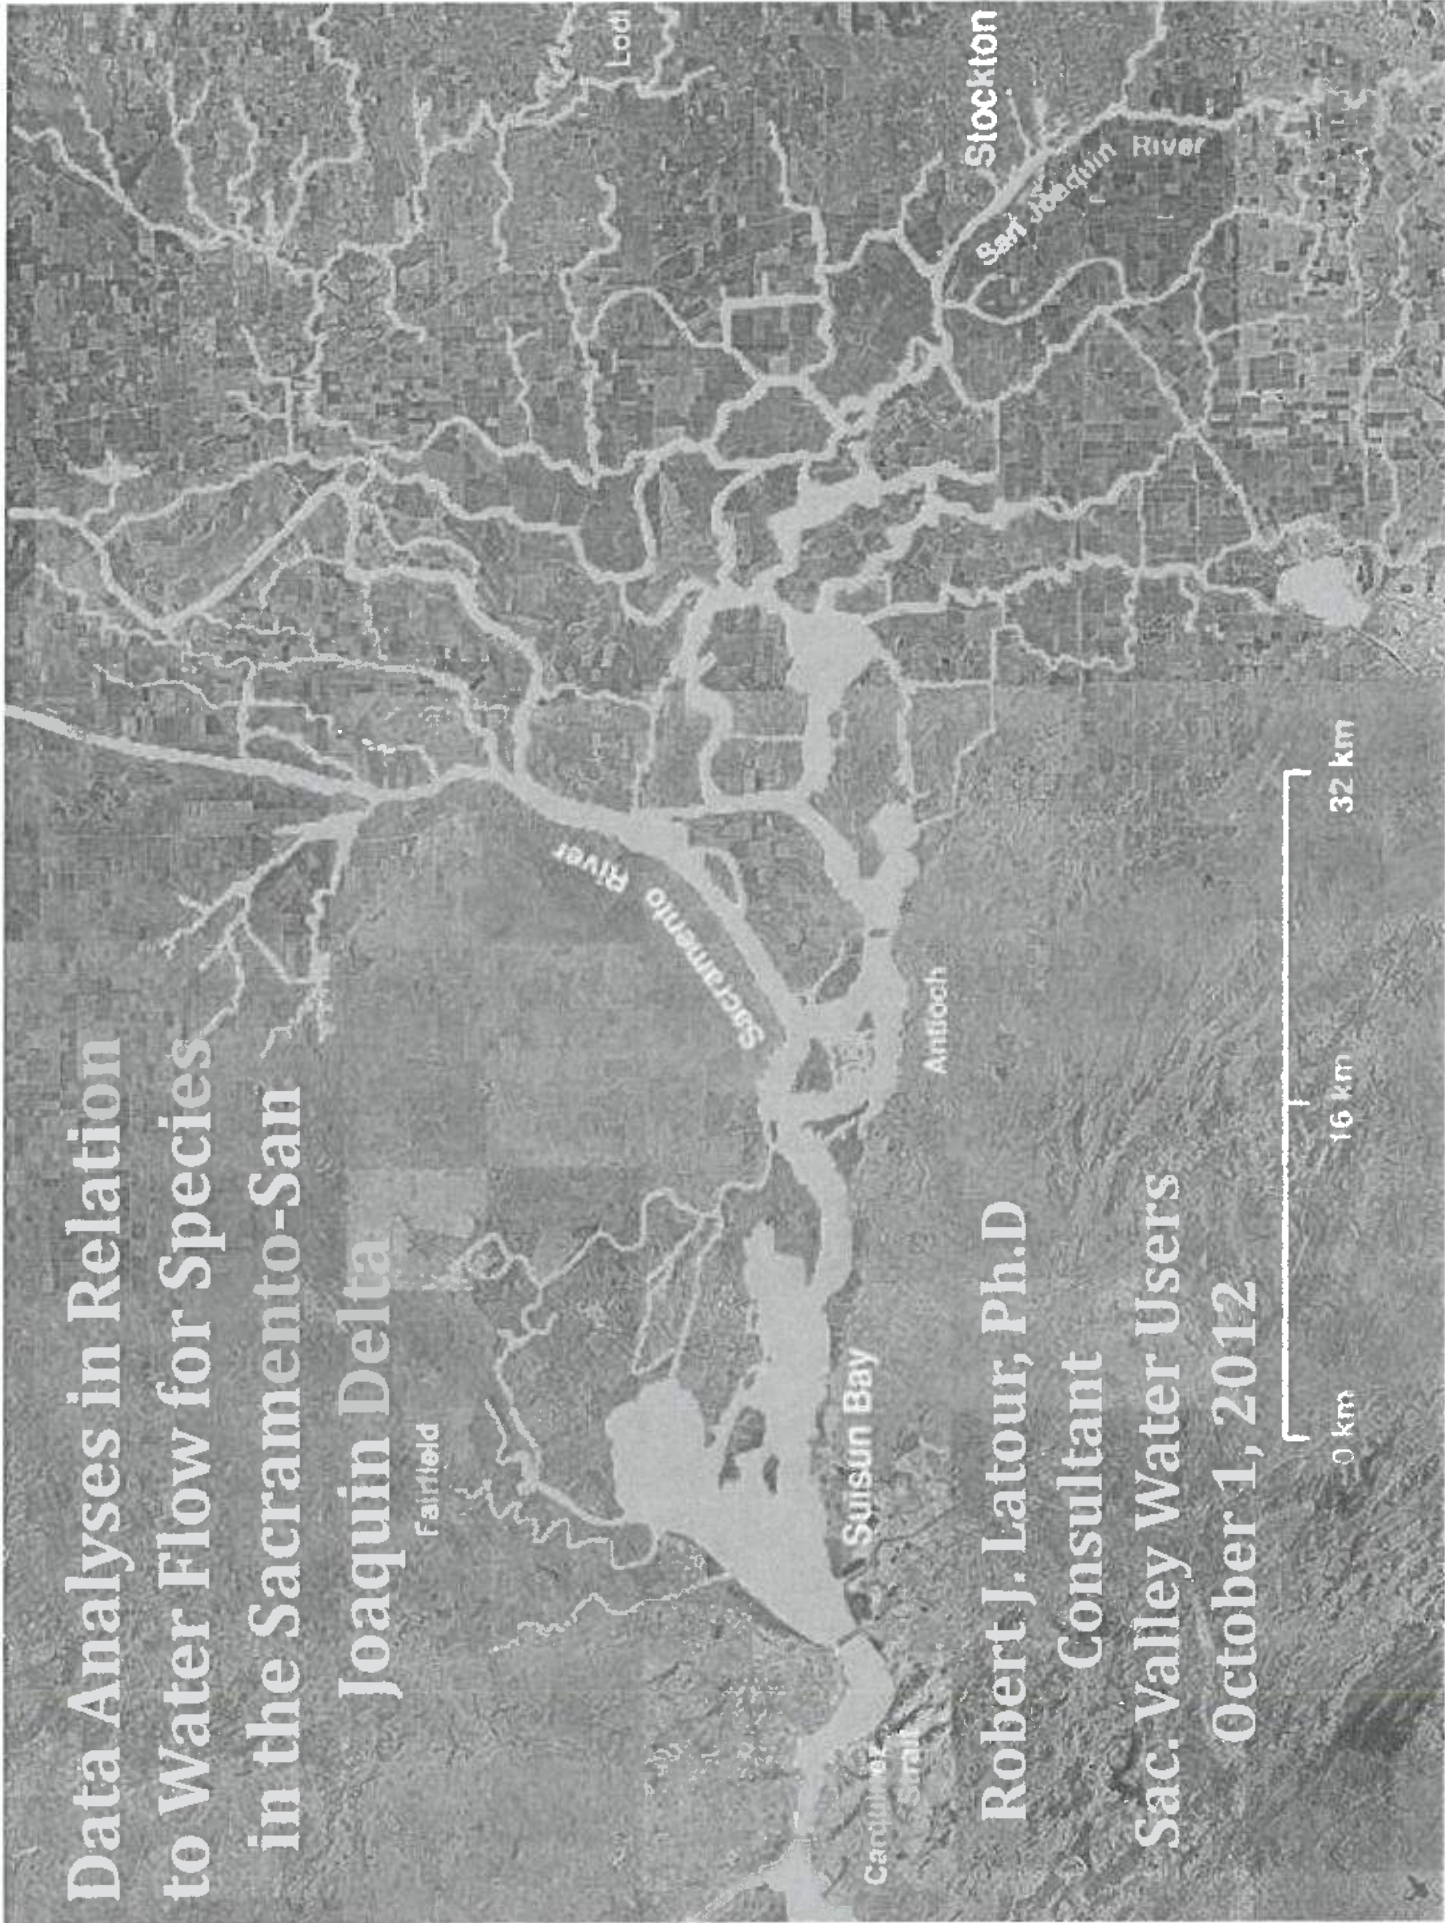 Data Analyses in Relation
to Water Flow for Species
in the Sacramento-San
Joaquin Delta
Fairfield
Lodi
Stockton
San Joaquin River
Sacramento River
Antioch
Suisun Bay
Carquinez
Strait
Robert J. Latour, Ph.D
Consultant
Sac. Valley Water Users
October 1, 2012
0 km
16 km
32 km